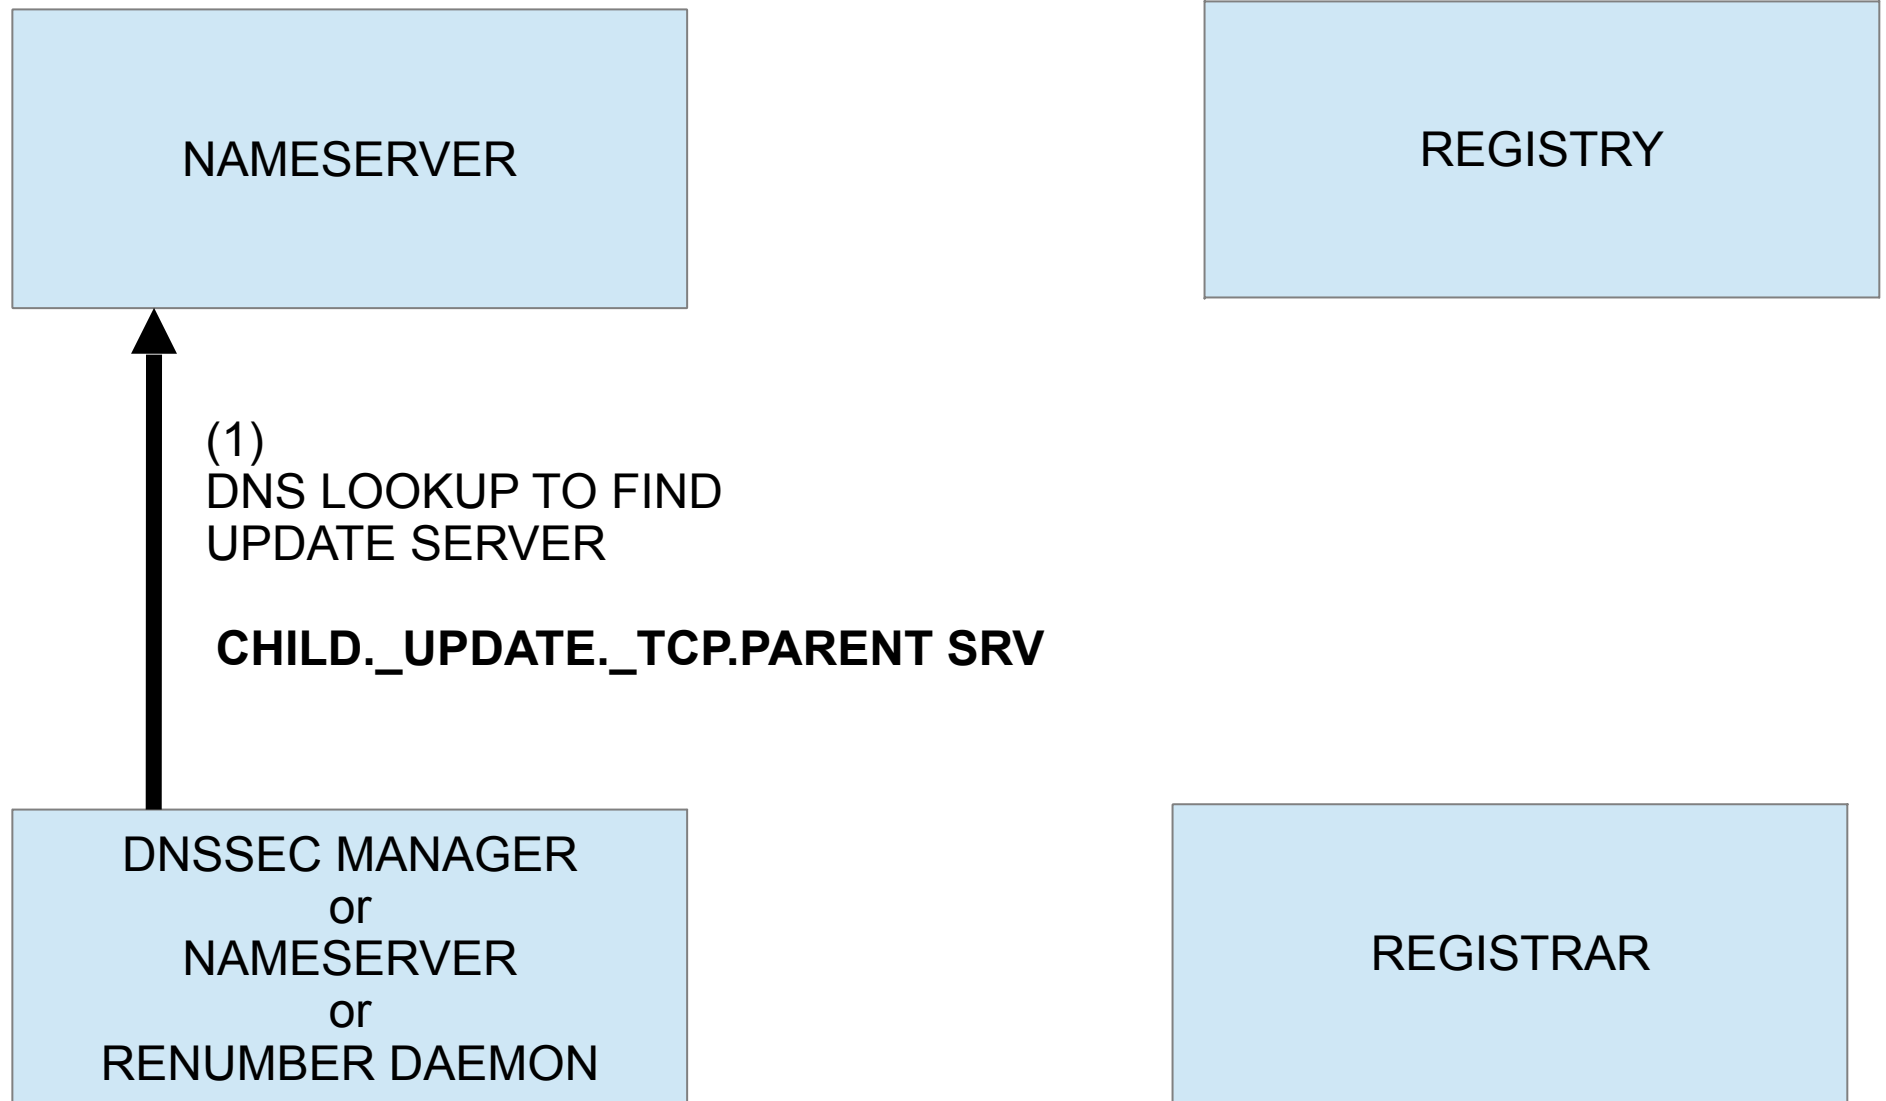 NAMESERVER
REGISTRY
(1)
DNS LOOKUP TO FIND
UPDATE SERVER
CHILD._UPDATE._TCP.PARENT SRV
DNSSEC MANAGER
or
NAMESERVER
or
RENUMBER DAEMON
REGISTRAR